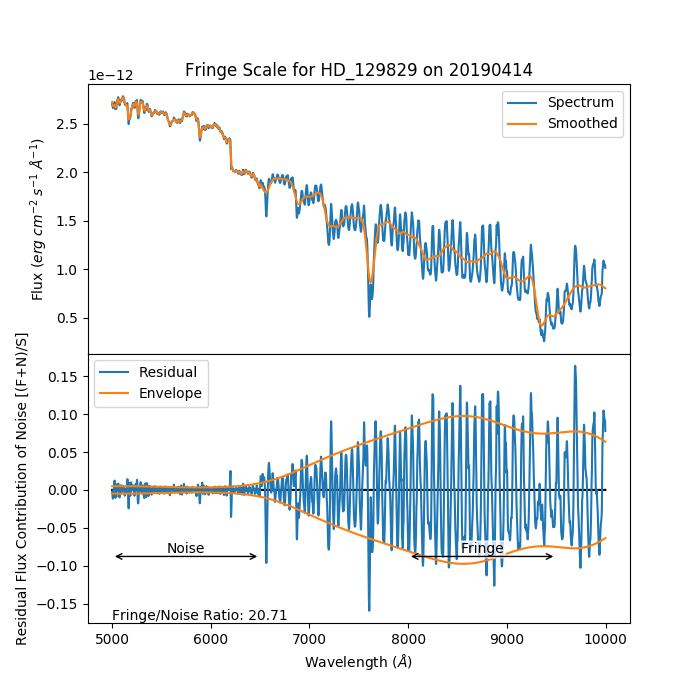 Fringe Scale for HD_129829 on 20190414
1e−12
Spectrum
Smoothed
2.5
2.0
1.5
1.0
0.5
Flux (erg cm⁻² s⁻¹ Å⁻¹)
Residual
Envelope
0.15
0.10
0.05
0.00
−0.05
−0.10
−0.15
Residual Flux Contribution of Noise [(F+N)/S]
Noise
Fringe
Fringe/Noise Ratio: 20.71
5000 6000 7000 8000 9000 10000
Wavelength (Å)